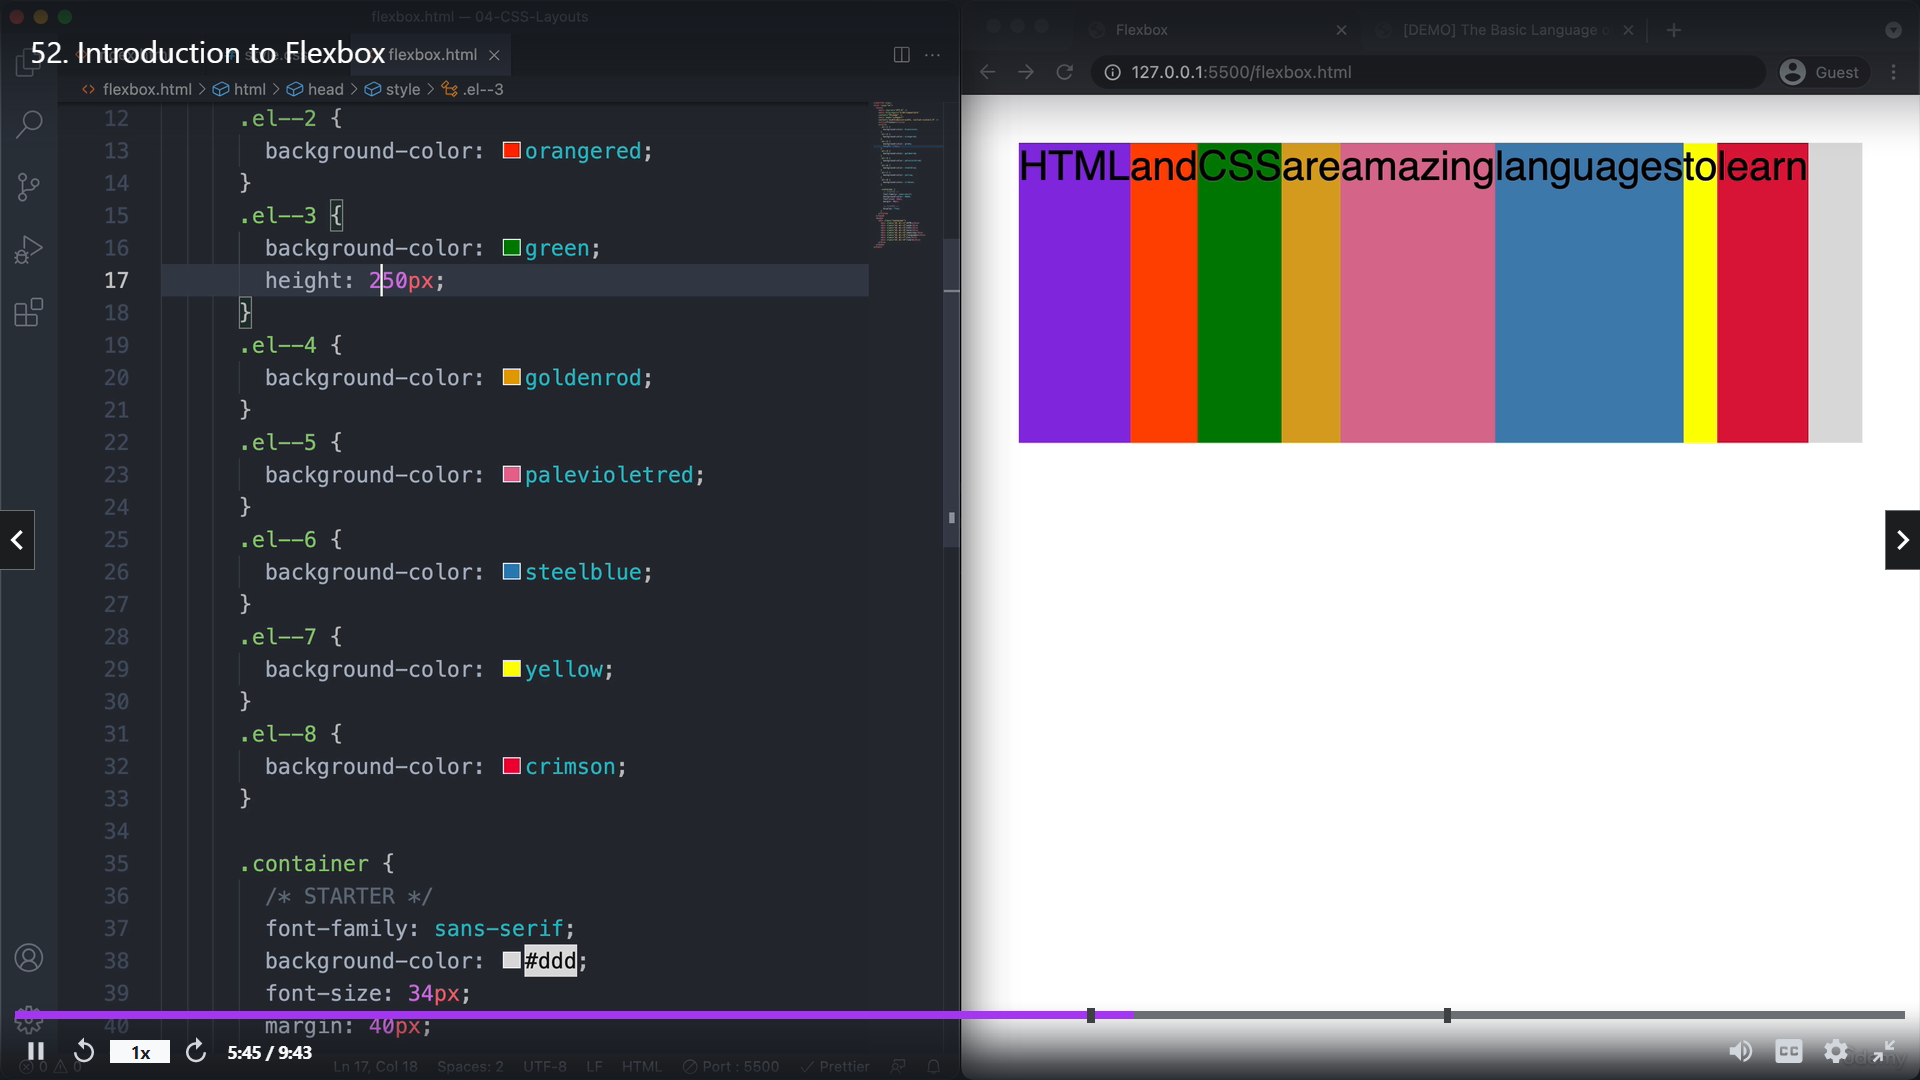 flexbox.html — 04-CSS-Layouts
52. Introduction to Flexbox
flexbox.html
flexbox.html > html > head > style > .el--3
12 .el--2 {
13 background-color: orangered;
14 }
15 .el--3 {
16 background-color: green;
17 height: 250px;
18 }
19 .el--4 {
20 background-color: goldenrod;
21 }
22 .el--5 {
23 background-color: palevioletred;
24 }
25 .el--6 {
26 background-color: steelblue;
27 }
28 .el--7 {
29 background-color: yellow;
30 }
31 .el--8 {
32 background-color: crimson;
33 }
34
35 .container {
36 /* STARTER */
37 font-family: sans-serif;
38 background-color: #ddd;
39 font-size: 34px;
40 margin: 40px;
1x
5:45 / 9:43
0 0
Ln 17, Col 18 Spaces: 2 UTF-8 LF HTML Port : 5500 Prettier
Flexbox
[DEMO] The Basic Language o
127.0.0.1:5500/flexbox.html
Guest
HTMLandCSSareamazinglanguagestolearn
CC
ûdemy